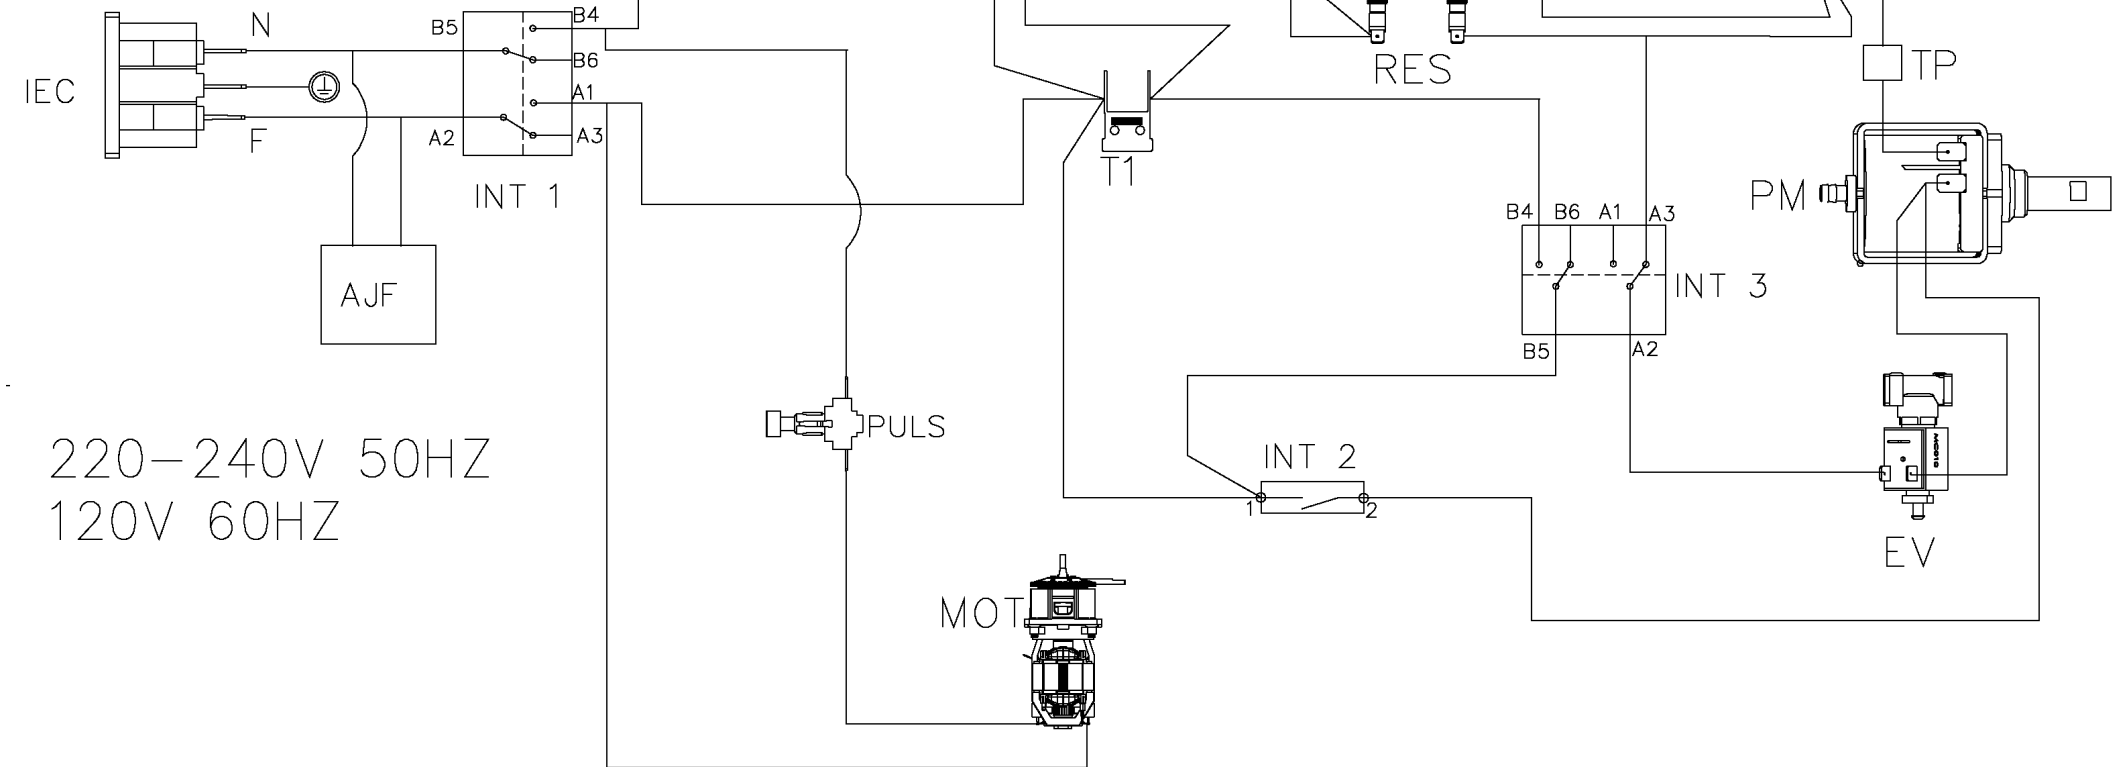 N
IEC
F
B5
B4
B6
A1
A2
A3
INT 1
AJF
220-240V 50HZ
120V 60HZ
PULS
MOT
T1
RES
TP
PM
B4 B6 A1 A3
INT 3
B5 A2
INT 2
1 2
EV